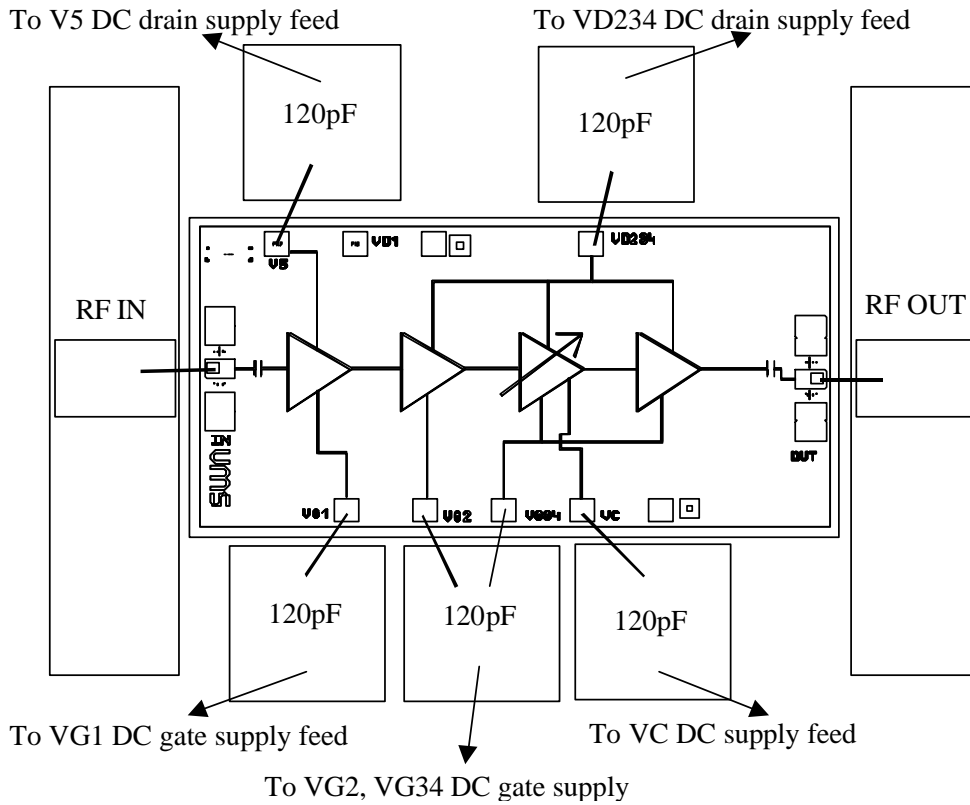 To V5 DC drain supply feed
To VD234 DC drain supply feed
120pF
120pF
V5
VD1
VD234
RF IN
RF OUT
IN
UMS
OUT
VG1
VG2
VG34
VC
120pF
120pF
120pF
To VG1 DC gate supply feed
To VC DC supply feed
To VG2, VG34 DC gate supply